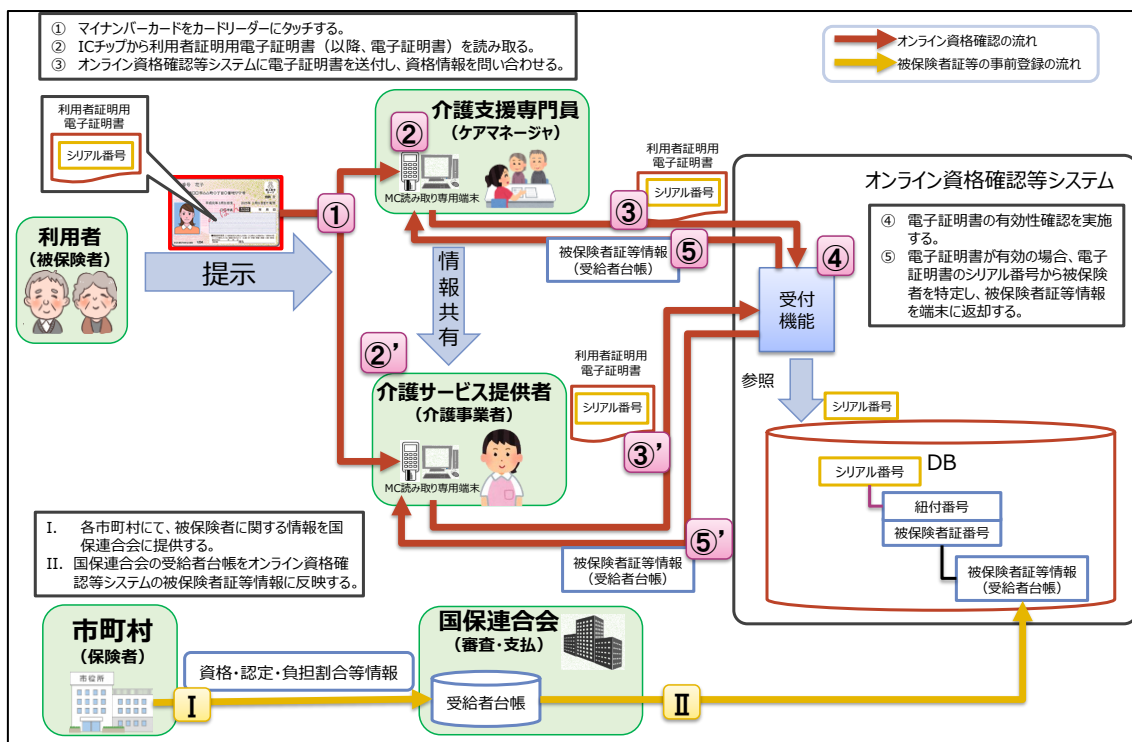 ① マイナンバーカードをカードリーダーにタッチする。
② ICチップから利用者証明用電子証明書（以降、電子証明書）を読み取る。
③ オンライン資格確認等システムに電子証明書を送付し、資格情報を問い合わせる。
オンライン資格確認の流れ
被保険者証等の事前登録の流れ
利用者証明用
電子証明書
シリアル番号
利用者
（被保険者）
提示
①
介護支援専門員
（ケアマネージャ）
②
MC読み取り専用端末
利用者証明用
電子証明書
シリアル番号
③
⑤
被保険者証等情報
（受給者台帳）
情報共有
②’
介護サービス提供者
（介護事業者）
MC読み取り専用端末
利用者証明用
電子証明書
シリアル番号
③’
⑤’
被保険者証等情報
（受給者台帳）
オンライン資格確認等システム
④
受付
機能
④ 電子証明書の有効性確認を実施
する。
⑤ 電子証明書が有効の場合、電子
証明書のシリアル番号から被保険
者を特定し、被保険者証等情報
を端末に返却する。
参照
シリアル番号
DB
シリアル番号
紐付番号
被保険者証番号
被保険者証等情報
（受給者台帳）
I. 各市町村にて、被保険者に関する情報を国
保連合会に提供する。
II. 国保連合会の受給者台帳をオンライン資格確
認等システムの被保険者証等情報に反映する。
市町村
（保険者）
市役所
I
資格・認定・負担割合等情報
国保連合会
（審査・支払）
受給者台帳
II